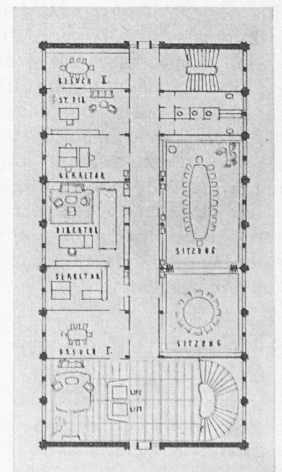 BESUCH II
ST. DIR
SEKRETÄR
DIREKTOR
SITZUNG
SEKRETÄR
BESUCH I.
SITZUNG
LIFT
LIFT